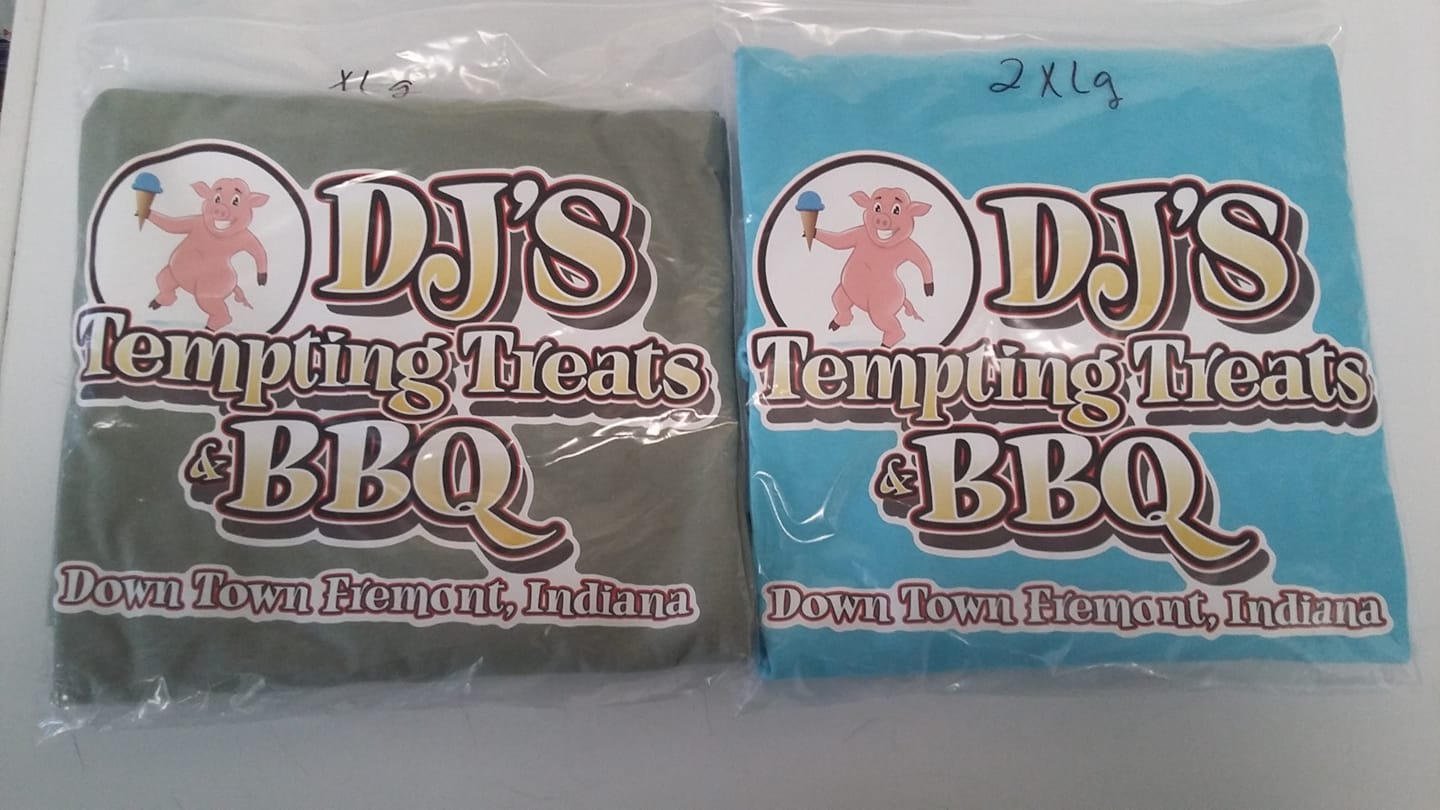 XLg
DJ'S
Tempting Treats
& BBQ
Down Town Fremont, Indiana
2XLg
DJ'S
Tempting Treats
& BBQ
Down Town Fremont, Indiana